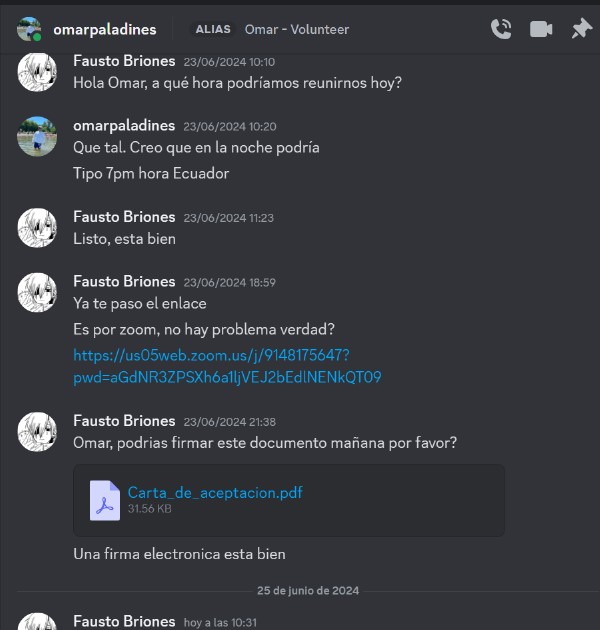 omarpaladines ALIAS Omar - Volunteer
Fausto Briones 23/06/2024 10:10
Hola Omar, a qué hora podríamos reunirnos hoy?
omarpaladines 23/06/2024 10:20
Que tal. Creo que en la noche podría
Tipo 7pm hora Ecuador
Fausto Briones 23/06/2024 11:23
Listo, esta bien
Fausto Briones 23/06/2024 18:59
Ya te paso el enlace
Es por zoom, no hay problema verdad?
https://us05web.zoom.us/j/9148175647?
pwd=aGdNR3ZPSXh6a1ljVEJ2bEdlNENkQT09
Fausto Briones 23/06/2024 21:38
Omar, podrias firmar este documento mañana por favor?
Carta_de_aceptacion.pdf
31.56 KB
Una firma electronica esta bien
25 de junio de 2024
Fausto Briones hoy a las 10:31